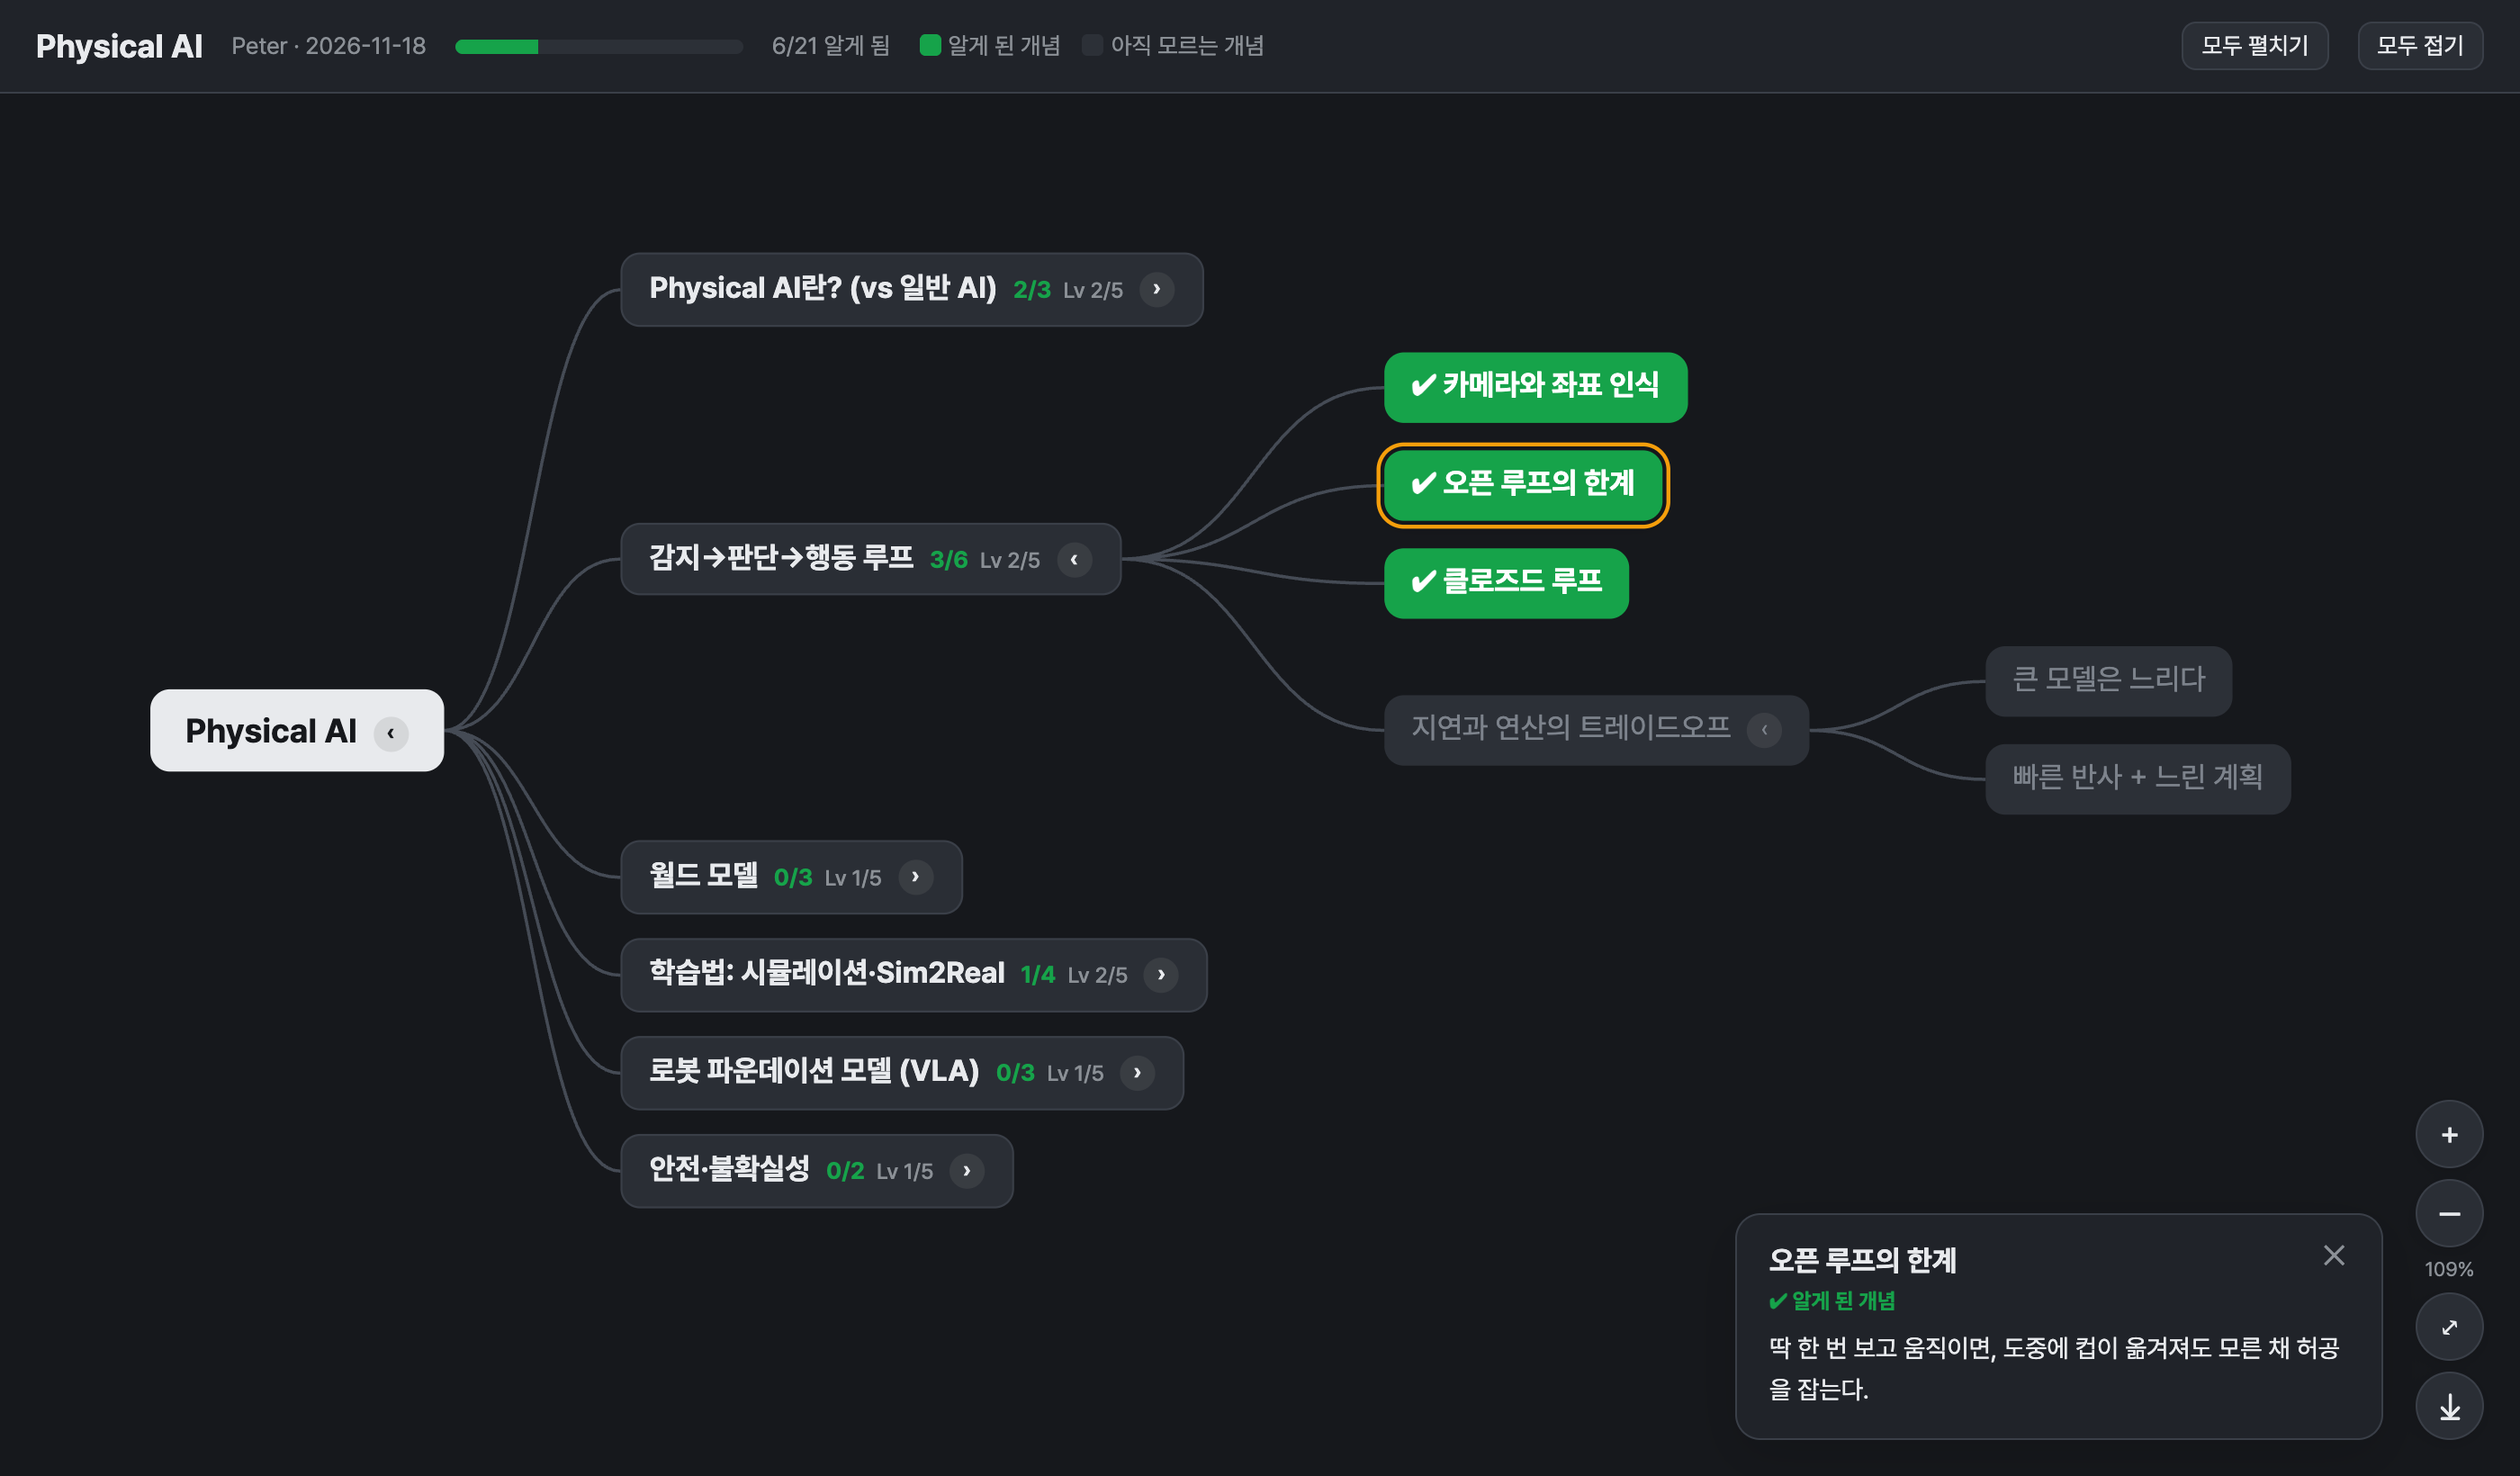 Physical AI
Peter · 2026-11-18
6/21 알게 됨
알게 된 개념
아직 모르는 개념
모두 펼치기
모두 접기
Physical AI란? (vs 일반 AI) 2/3 Lv 2/5 ›
✔ 카메라와 좌표 인식
✔ 오픈 루프의 한계
감지→판단→행동 루프 3/6 Lv 2/5 ‹
✔ 클로즈드 루프
큰 모델은 느리다
Physical AI ‹
지연과 연산의 트레이드오프 ‹
빠른 반사 + 느린 계획
월드 모델 0/3 Lv 1/5 ›
학습법: 시뮬레이션·Sim2Real 1/4 Lv 2/5 ›
로봇 파운데이션 모델 (VLA) 0/3 Lv 1/5 ›
안전·불확실성 0/2 Lv 1/5 ›
오픈 루프의 한계
✔ 알게 된 개념
딱 한 번 보고 움직이면, 도중에 컵이 옮겨져도 모른 채 허공
을 잡는다.
+
−
109%